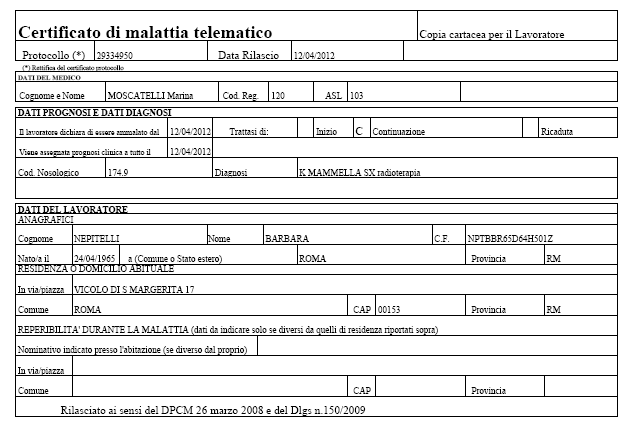 Certificato di malattia telematico Copia cartacea per il Lavoratore
Protocollo (*) 29334950 Data Rilascio 12/04/2012
(*) Rettifica del certificato protocollo
DATI DEL MEDICO
Cognome e Nome MOSCATELLI Marina Cod. Reg. 120 ASL 103
DATI PROGNOSI E DATI DIAGNOSI
Il lavoratore dichiara di essere ammalato dal 12/04/2012 Trattasi di: Inizio C Continuazione Ricaduta
Viene assegnata prognosi clinica a tutto il 12/04/2012
Cod. Nosologico 174.9 Diagnosi K MAMMELLA SX radioterapia
DATI DEL LAVORATORE
ANAGRAFICI
Cognome NEPITELLI Nome BARBARA C.F. NPTBBR65D64H501Z
Nato/a il 24/04/1965 a (Comune o Stato estero) ROMA Provincia RM
RESIDENZA O DOMICILIO ABITUALE
In via/piazza VICOLO DI S MARGERITA 17
Comune ROMA CAP 00153 Provincia RM
REPERIBILITA' DURANTE LA MALATTIA (dati da indicare solo se diversi da quelli di residenza riportati sopra)
Nominativo indicato presso l'abitazione (se diverso dal proprio)
In via/piazza
Comune CAP Provincia
Rilasciato ai sensi del DPCM 26 marzo 2008 e del Dlgs n.150/2009